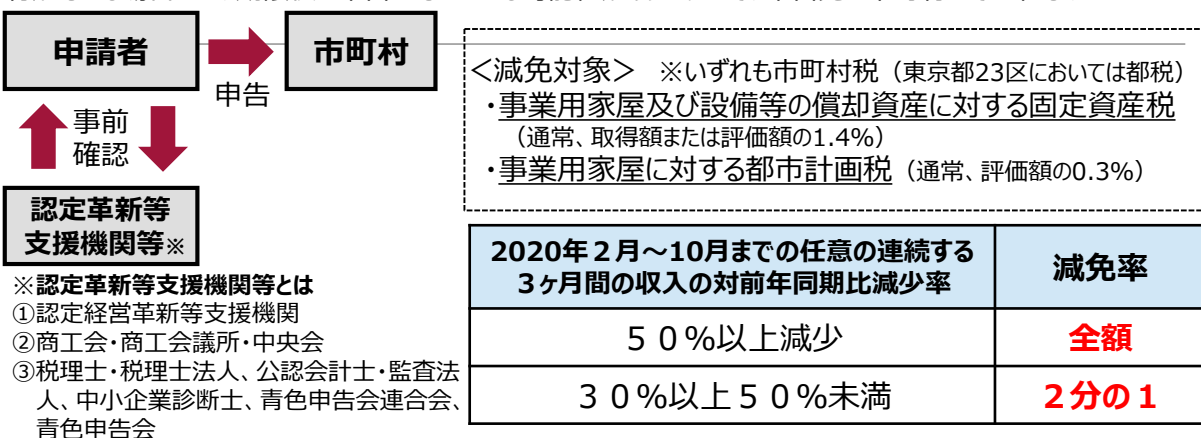 申請者
市町村
申告
事前
確認
認定革新等
支援機関等※
※認定革新等支援機関等とは
①認定経営革新等支援機関
②商工会・商工会議所・中央会
③税理士・税理士法人、公認会計士・監査法
人、中小企業診断士、青色申告会連合会、
青色申告会
＜減免対象＞ ※いずれも市町村税（東京都23区においては都税）
・事業用家屋及び設備等の償却資産に対する固定資産税
（通常、取得額または評価額の1.4%）
・事業用家屋に対する都市計画税（通常、評価額の0.3%）
2020年２月～10月までの任意の連続する
３ヶ月間の収入の対前年同期比減少率
減免率
５０％以上減少
全額
３０％以上５０％未満
２分の１